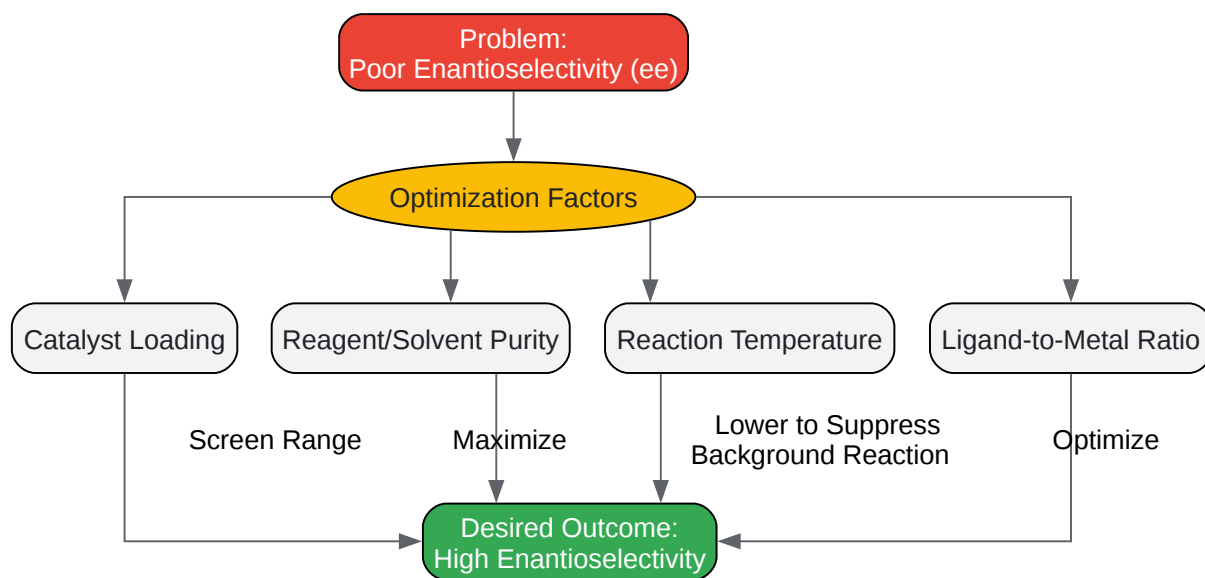 Problem:
Poor Enantioselectivity (ee)
Optimization Factors
Catalyst Loading
Reagent/Solvent Purity
Reaction Temperature
Ligand-to-Metal Ratio
Screen Range
Maximize
Lower to Suppress
Background Reaction
Optimize
Desired Outcome:
High Enantioselectivity